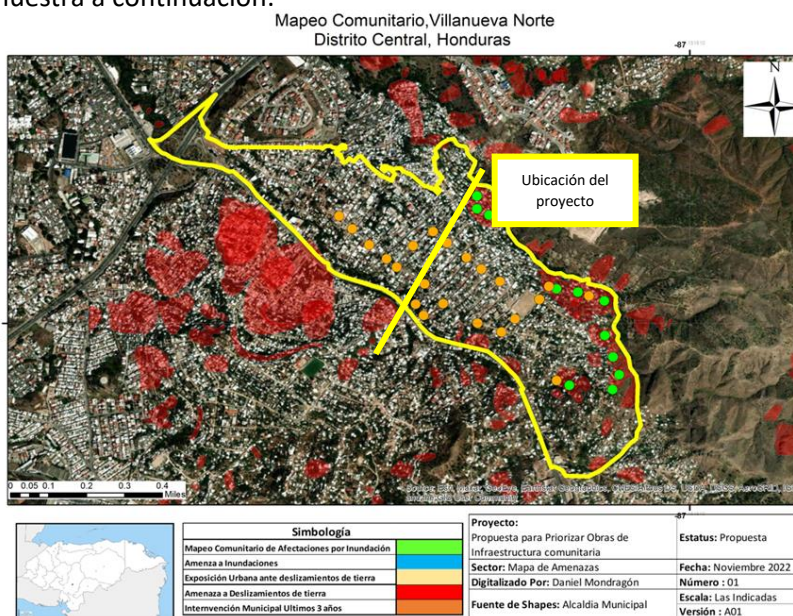 muestra a continuación:
Mapeo Comunitario,Villanueva Norte
Distrito Central, Honduras
-87
N
Ubicación del
proyecto
0 0.05 0.1 0.2 0.3 0.4
Miles
-87
Simbología
Mapeo Comunitario de Afectaciones por Inundación
Amenza a Inundaciones
Exposición Urbana ante deslizamientos de tierra
Amenaza a Deslizamientos de tierra
Intervención Municipal Ultimos 3 años
Proyecto:
Propuesta para Priorizar Obras de
Infraestructura comunitaria
Estatus: Propuesta
Sector: Mapa de Amenazas
Fecha: Noviembre 2022
Digitalizado Por: Daniel Mondragón
Número : 01
Fuente de Shapes: Alcaldia Municipal
Escala: Las Indicadas
Versión : A01